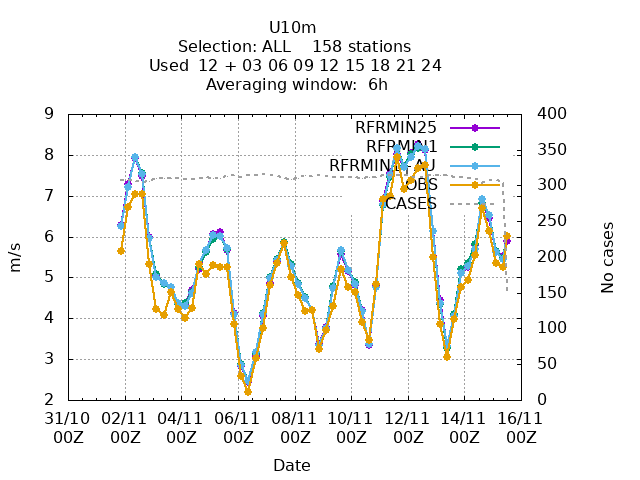 U10m
Selection: ALL    158 stations
Used  12 + 03 06 09 12 15 18 21 24
Averaging window:  6h
9
8
7
6
5
4
3
2
400
350
300
250
200
150
100
50
0
RFRMIN25
RFRMIN1
OBS
CASES
m/s
No cases
31/10 02/11 04/11 06/11 08/11 10/11 12/11 14/11 16/11
00Z 00Z 00Z 00Z 00Z 00Z 00Z 00Z 00Z
Date